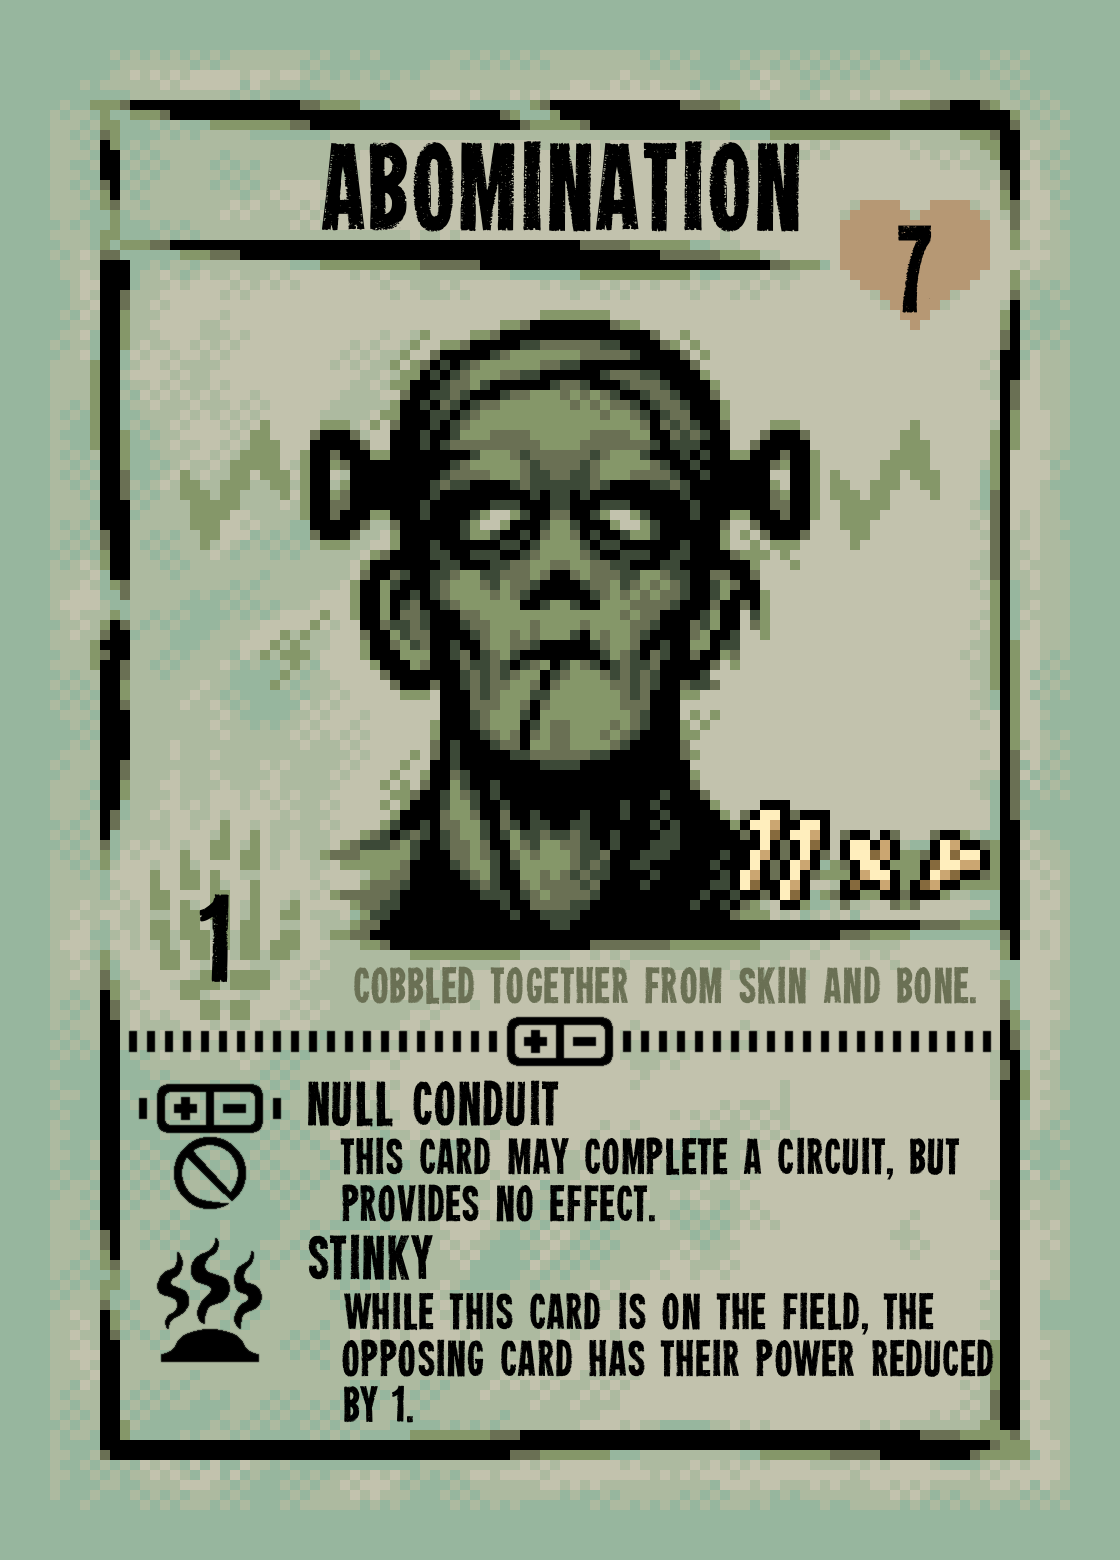 ABOMINATION
7
1
COBBLED TOGETHER FROM SKIN AND BONE.
NULL CONDUIT
THIS CARD MAY COMPLETE A CIRCUIT, BUT
PROVIDES NO EFFECT.
STINKY
WHILE THIS CARD IS ON THE FIELD, THE
OPPOSING CARD HAS THEIR POWER REDUCED
BY 1.